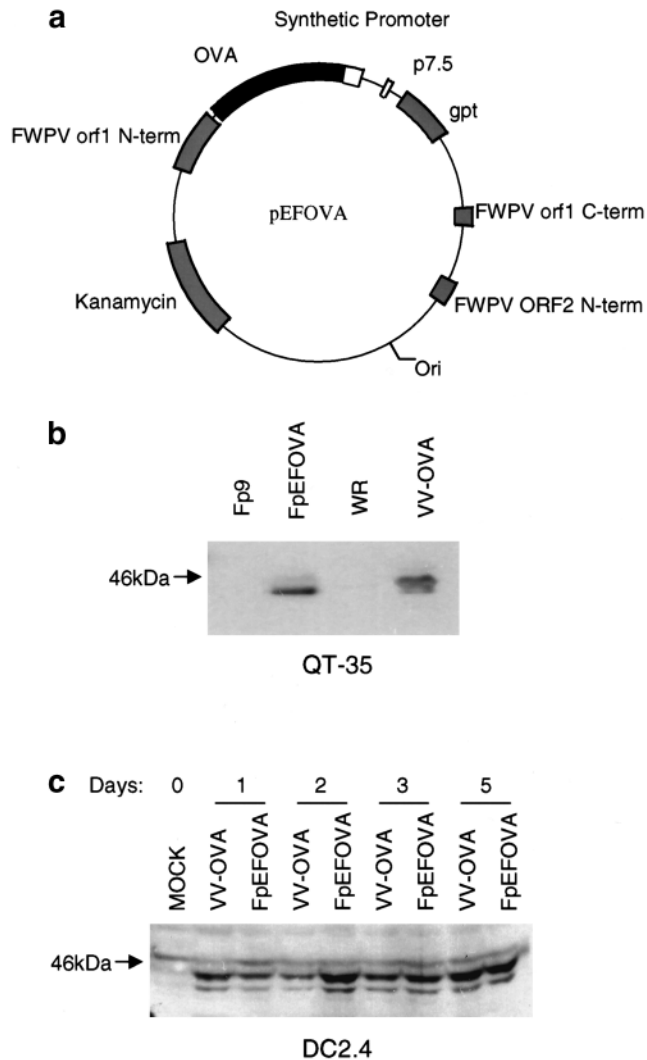 a
Synthetic Promoter
OVA
p7.5
gpt
FWPV orf1 N-term
pEFOVA
FWPV orf1 C-term
Kanamycin
FWPV ORF2 N-term
Ori
b
Fp9
FpEFOVA
WR
VV-OVA
46kDa
QT-35
c
Days: 0 1 2 3 5
MOCK
VV-OVA
FpEFOVA
VV-OVA
FpEFOVA
VV-OVA
FpEFOVA
VV-OVA
FpEFOVA
46kDa
DC2.4